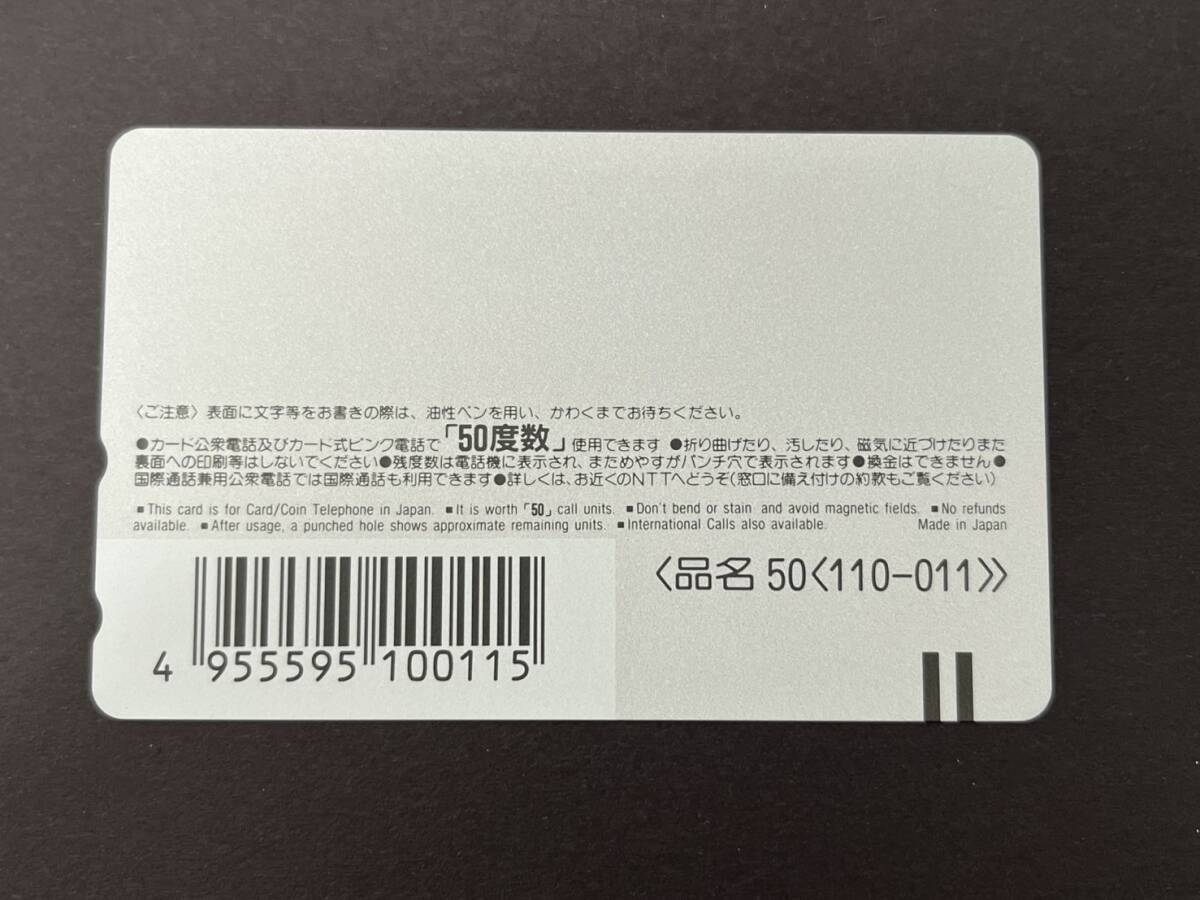 〈ご注意〉表面に文字等をお書きの際は、油性ペンを用い、かわくまでお待ちください。
●カード公衆電話及びカード式ピンク電話で「50度数」使用できます ●折り曲げたり、汚したり、磁気に近づけたりまた
裏面への印刷等はしないでください●残度数は電話機に表示され、まためやすがパンチ穴で表示されます●換金はできません●
国際通話兼用公衆電話では国際通話も利用できます●詳しくは、お近くのNTTへどうぞ(窓口に備え付けの約款もご覧ください)
■This card is for Card/Coin Telephone in Japan. ■It is worth「50」call units. ■Don't bend or stain and avoid magnetic fields. ■No refunds
available. ■After usage, a punched hole shows approximate remaining units. ■International Calls also available. Made in Japan
〈品名 50〈110-011〉〉
4 955595 100115